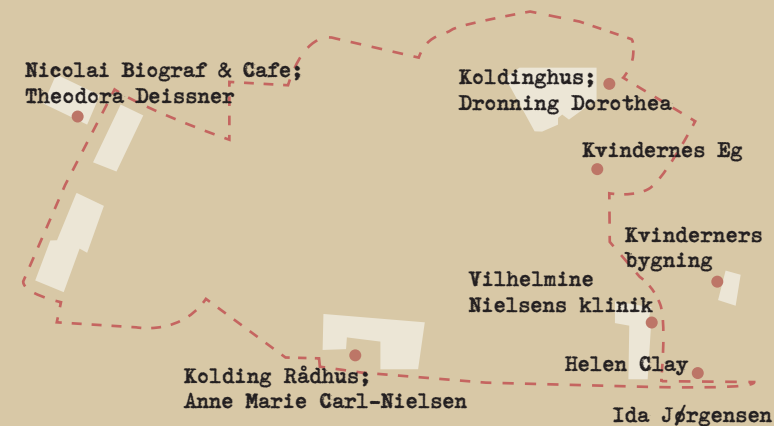 Nicolai Biograf & Cafe;
Theodora Deissner
Koldinghus;
Dronning Dorothea
Kvindernes Eg
Kvinderners
bygning
Vilhelmine
Nielsens klinik
Helen Clay
Kolding Rådhus;
Anne Marie Carl-Nielsen
Ida Jørgensen